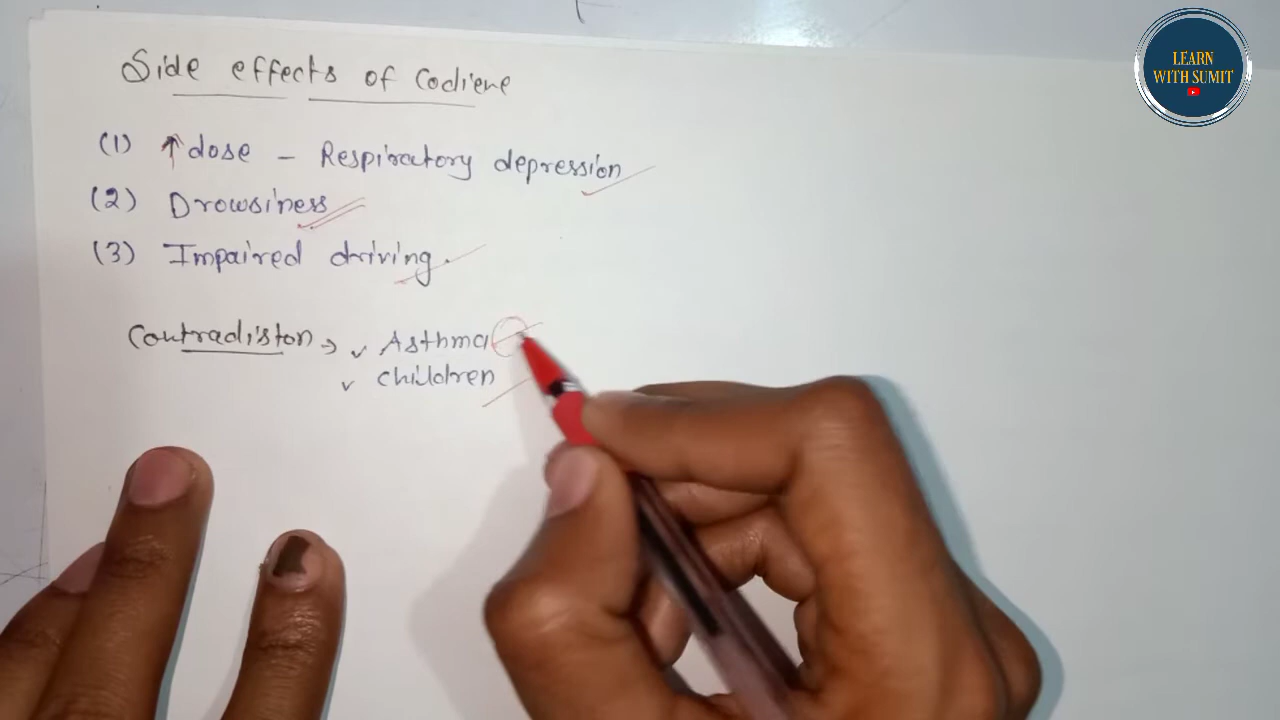 Side effects of Codiene
(1) ↑ dose - Respiratory depression
(2) Drowsiness
(3) Impaired driving.
Contradiston → ✓ Asthma
✓ children
LEARN
WITH SUMIT